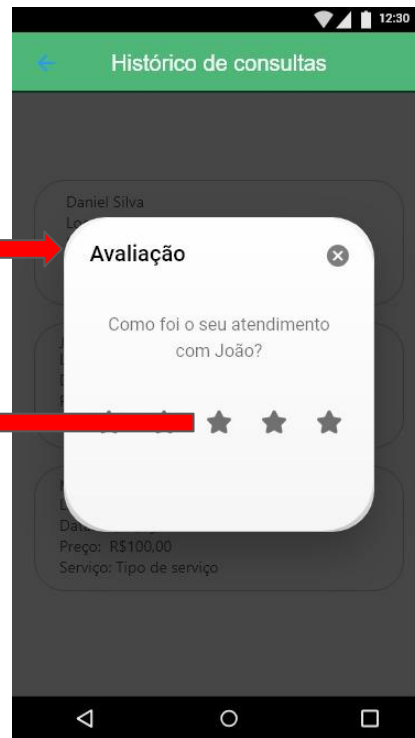 12:30
Histórico de consultas
Daniel Silva
Avaliação
Como foi o seu atendimento
com João?
Preço: R$100,00
Serviço: Tipo de serviço